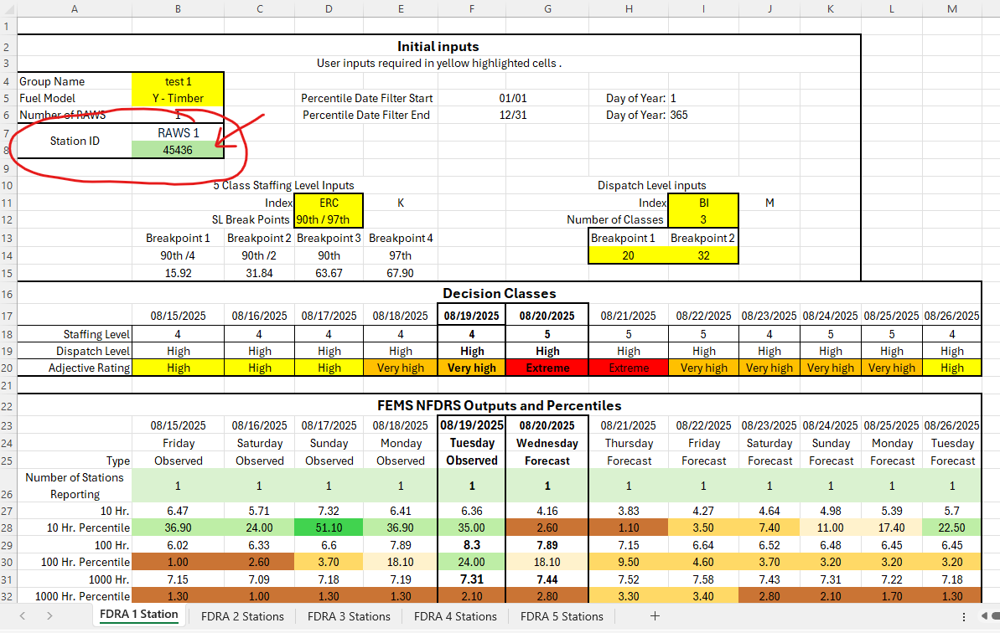 A B C D E F G H I J K L M
1
2 Initial inputs
3 User inputs required in yellow highlighted cells .
4 Group Name test 1
5 Fuel Model Y - Timber Percentile Date Filter Start 01/01 Day of Year: 1
6 Number of RAWS 1 Percentile Date Filter End 12/31 Day of Year: 365
7 Station ID RAWS 1
8 45436
9
10 5 Class Staffing Level Inputs Dispatch Level inputs
11 Index ERC K Index BI M
12 SL Break Points 90th / 97th Number of Classes 3
13 Breakpoint 1 Breakpoint 2 Breakpoint 3 Breakpoint 4 Breakpoint 1 Breakpoint 2
14 90th /4 90th /2 90th 97th 20 32
15 15.92 31.84 63.67 67.90
16 Decision Classes
17 08/15/2025 08/16/2025 08/17/2025 08/18/2025 08/19/2025 08/20/2025 08/21/2025 08/22/2025 08/23/2025 08/24/2025 08/25/2025 08/26/2025
18 Staffing Level 4 4 4 4 4 5 5 5 4 5 5 4
19 Dispatch Level High High High High High High High High High High High High
20 Adjective Rating High High High Very high Very high Extreme Extreme Very high Very high Very high Very high High
21
22 FEMS NFDRS Outputs and Percentiles
23 08/15/2025 08/16/2025 08/17/2025 08/18/2025 08/19/2025 08/20/2025 08/21/2025 08/22/2025 08/23/2025 08/24/2025 08/25/2025 08/26/2025
24 Friday Saturday Sunday Monday Tuesday Wednesday Thursday Friday Saturday Sunday Monday Tuesday
25 Type Observed Observed Observed Observed Observed Forecast Forecast Forecast Forecast Forecast Forecast Forecast
Number of Stations
26 Reporting 1 1 1 1 1 1 1 1 1 1 1 1
27 10 Hr. 6.47 5.71 7.32 6.41 6.36 4.16 3.83 4.27 4.64 4.98 5.39 5.7
28 10 Hr. Percentile 36.90 24.00 51.10 36.90 35.00 2.60 1.10 3.50 7.40 11.00 17.40 22.50
29 100 Hr. 6.02 6.33 6.6 7.89 8.3 7.89 7.15 6.64 6.52 6.48 6.45 6.45
30 100 Hr. Percentile 1.00 2.60 3.70 18.10 24.00 18.10 9.50 4.60 3.70 3.20 3.20 3.20
31 1000 Hr. 7.15 7.09 7.18 7.19 7.31 7.44 7.52 7.58 7.43 7.31 7.22 7.18
32 1000 Hr. Percentile 1.30 1.00 1.30 1.30 2.10 2.80 3.30 3.40 2.80 2.10 1.70 1.30
FDRA 1 Station FDRA 2 Stations FDRA 3 Stations FDRA 4 Stations FDRA 5 Stations